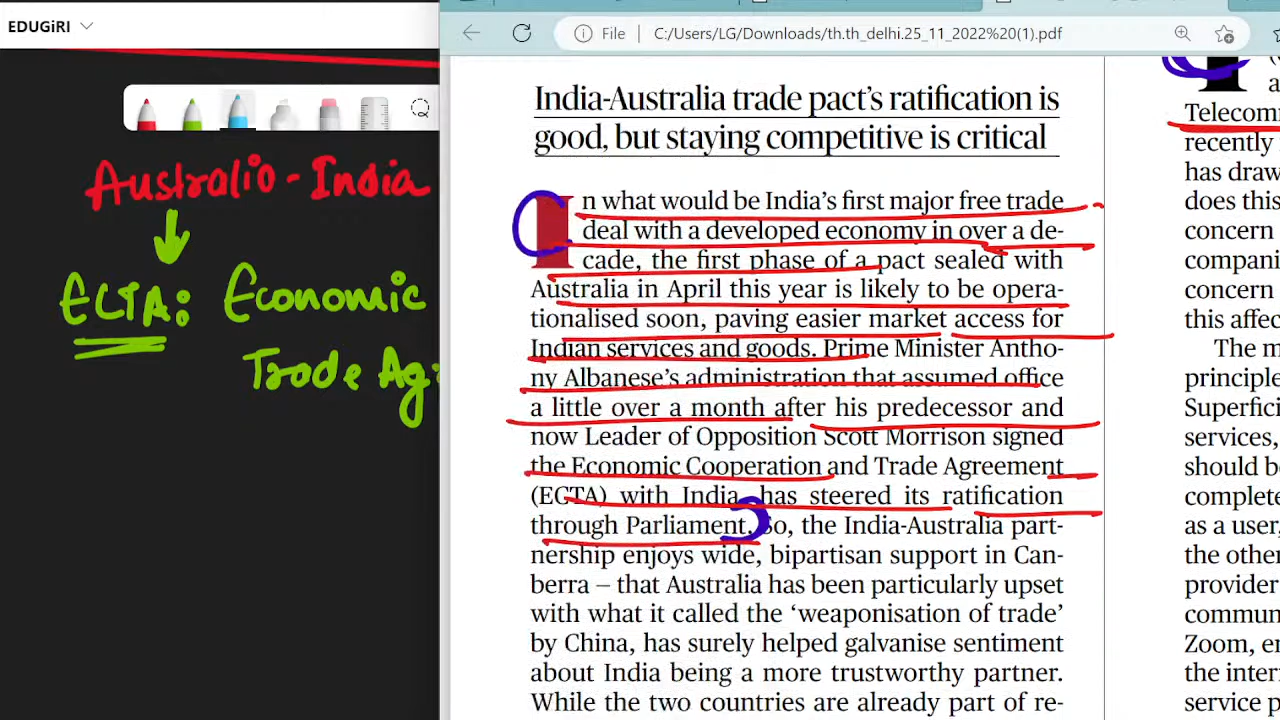 EDUGiRI
File
C:/Users/LG/Downloads/th.th_delhi.25_11_2022%20(1).pdf
Australia - India
ECTA: Economic
Trade Ag
India-Australia trade pact's ratification is
good, but staying competitive is critical
In what would be India's first major free trade
deal with a developed economy in over a de-
cade, the first phase of a pact sealed with
Australia in April this year is likely to be opera-
tionalised soon, paving easier market access for
Indian services and goods. Prime Minister Antho-
ny Albanese's administration that assumed office
a little over a month after his predecessor and
now Leader of Opposition Scott Morrison signed
the Economic Cooperation and Trade Agreement
(ECTA) with India, has steered its ratification
through Parliament. So, the India-Australia part-
nership enjoys wide, bipartisan support in Can-
berra — that Australia has been particularly upset
with what it called the 'weaponisation of trade'
by China, has surely helped galvanise sentiment
about India being a more trustworthy partner.
While the two countries are already part of re-
a
Telecom
recently
has draw
does this
concern
compani
concern
this affec
The m
principle
Superfici
services,
should be
complete
as a user,
the other
provider
commun
Zoom, en
the inter
service p